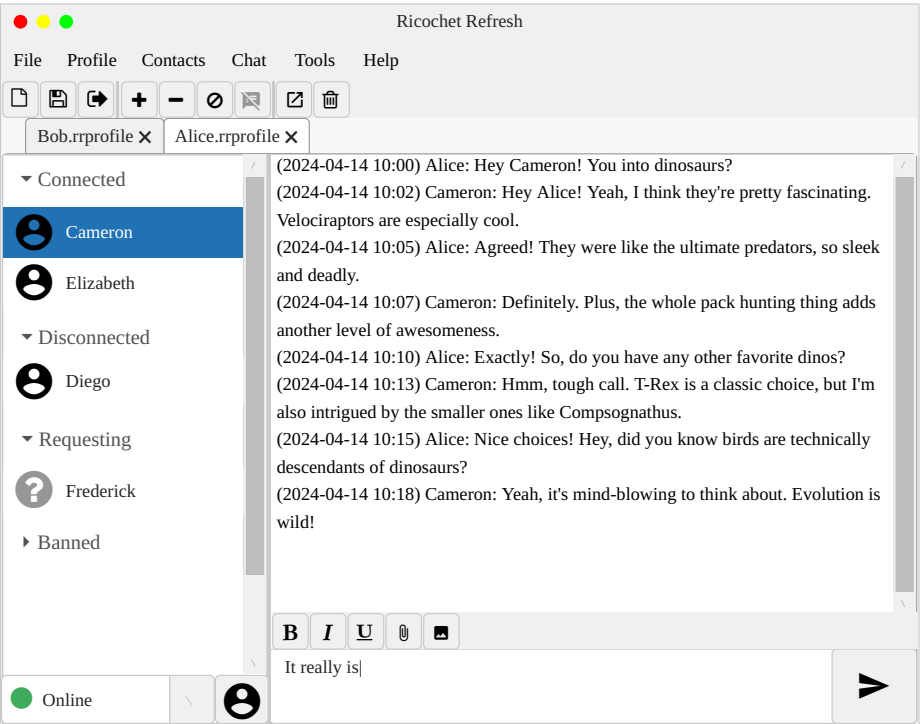 Ricochet Refresh
File Profile Contacts Chat Tools Help
Bob.rrprofile Alice.rrprofile
Connected
Cameron
Elizabeth
Disconnected
Diego
Requesting
Frederick
Banned
Online
(2024-04-14 10:00) Alice: Hey Cameron! You into dinosaurs?
(2024-04-14 10:02) Cameron: Hey Alice! Yeah, I think they're pretty fascinating.
Velociraptors are especially cool.
(2024-04-14 10:05) Alice: Agreed! They were like the ultimate predators, so sleek
and deadly.
(2024-04-14 10:07) Cameron: Definitely. Plus, the whole pack hunting thing adds
another level of awesomeness.
(2024-04-14 10:10) Alice: Exactly! So, do you have any other favorite dinos?
(2024-04-14 10:13) Cameron: Hmm, tough call. T-Rex is a classic choice, but I'm
also intrigued by the smaller ones like Compsognathus.
(2024-04-14 10:15) Alice: Nice choices! Hey, did you know birds are technically
descendants of dinosaurs?
(2024-04-14 10:18) Cameron: Yeah, it's mind-blowing to think about. Evolution is
wild!
B I U
It really is